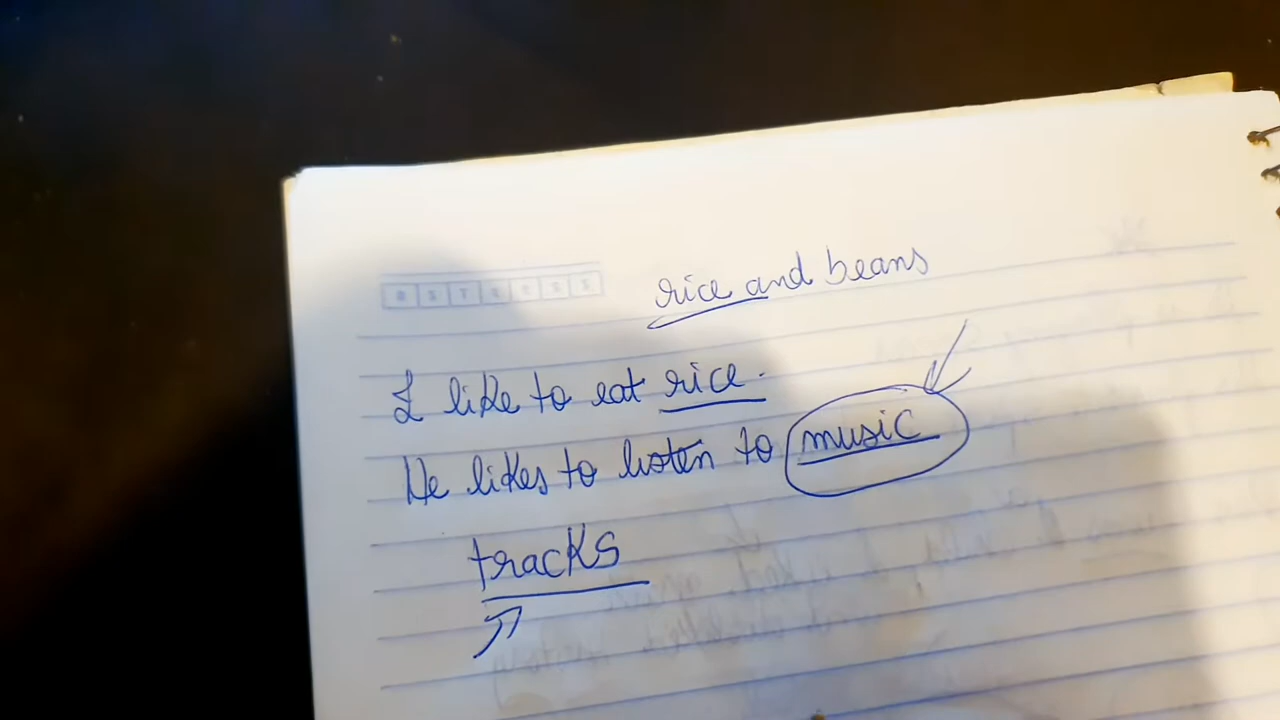 rice and beans
I like to eat rice.
He likes to listen to music
tracks